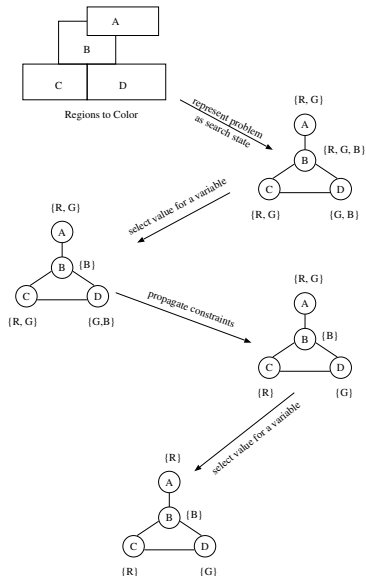 A
B
C D
Regions to Color
represent problem
as search state
{R, G}
A
B {R, G, B}
C D
{R, G} {G, B}
select value for a variable
{R, G}
A
B {B}
C D
{R, G} {G,B}
propagate constraints
{R, G}
A
B {B}
C D
{R} {G}
select value for a variable
{R}
A
B {B}
C D
{R} {G}